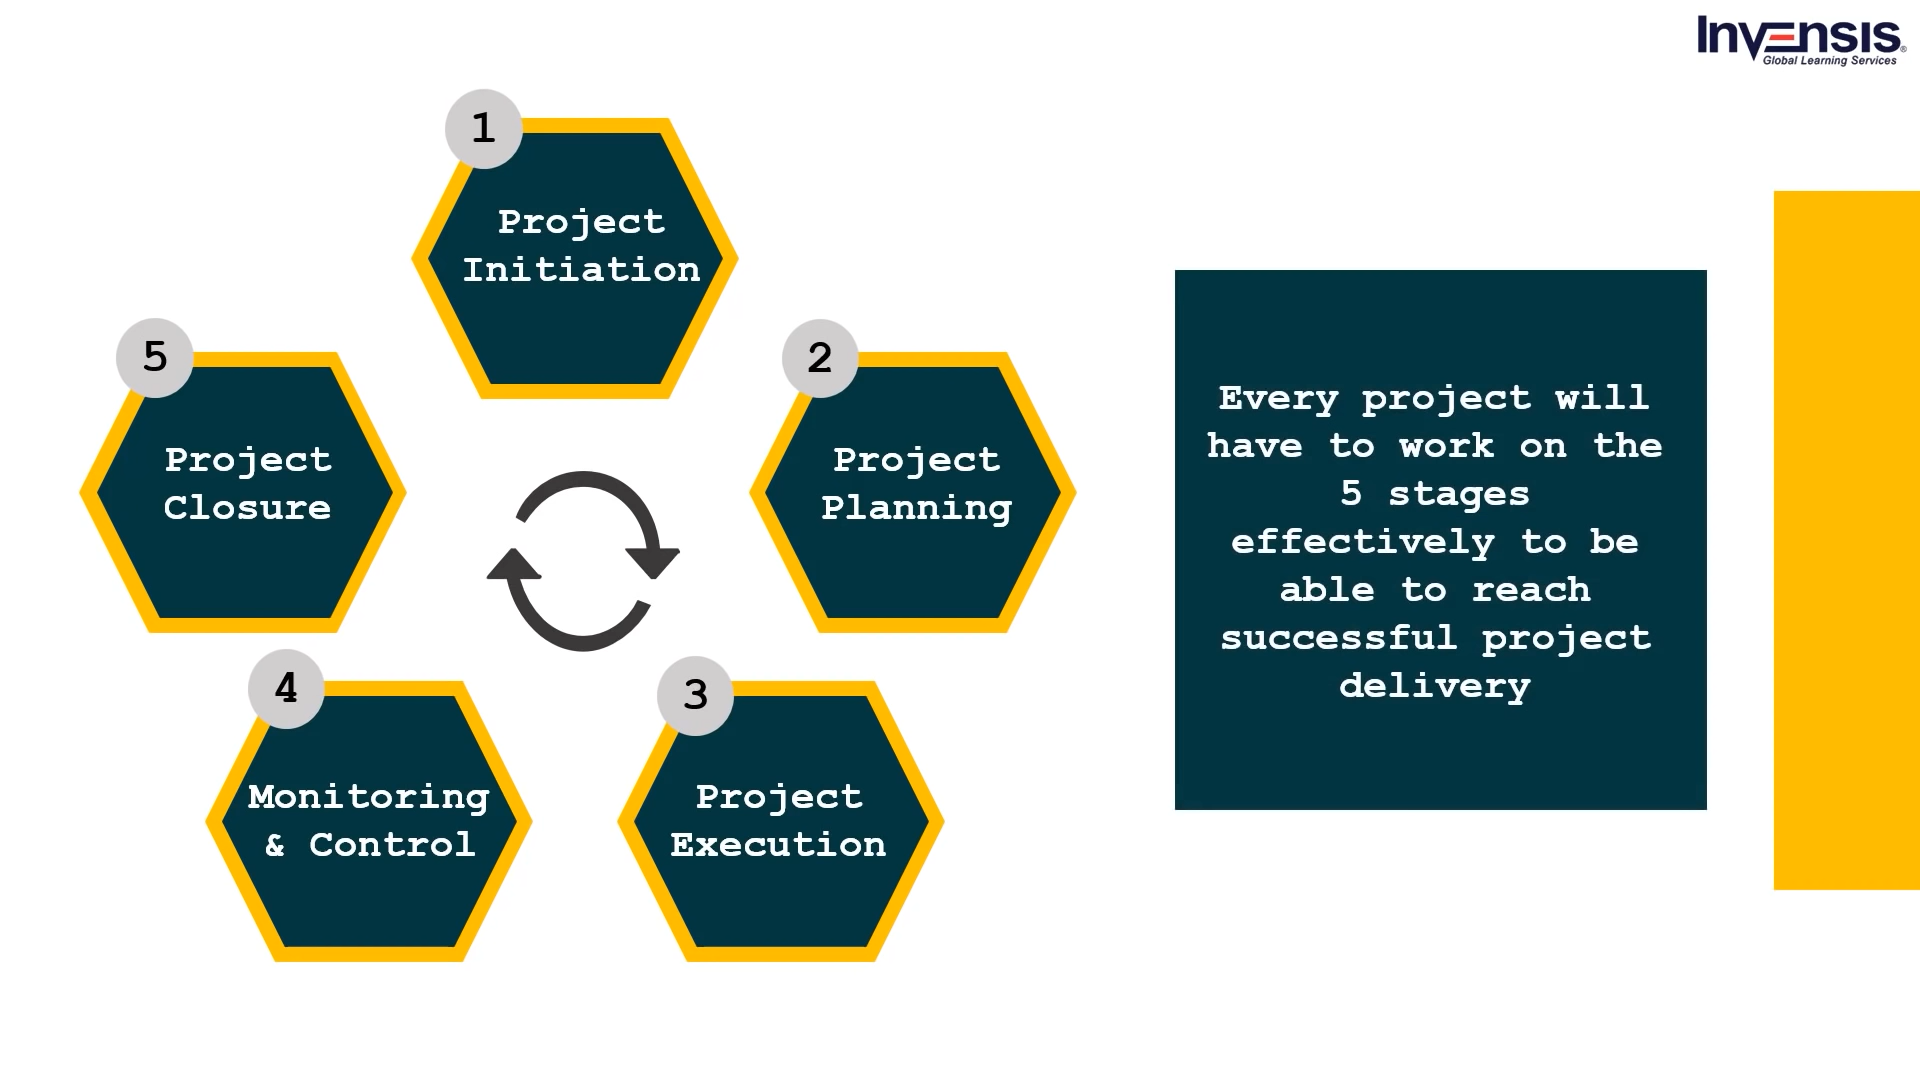 Invensis®
Global Learning Services
1
Project
Initiation
2
Project
Planning
3
Project
Execution
4
Monitoring
& Control
5
Project
Closure
Every project will
have to work on the
5 stages
effectively to be
able to reach
successful project
delivery